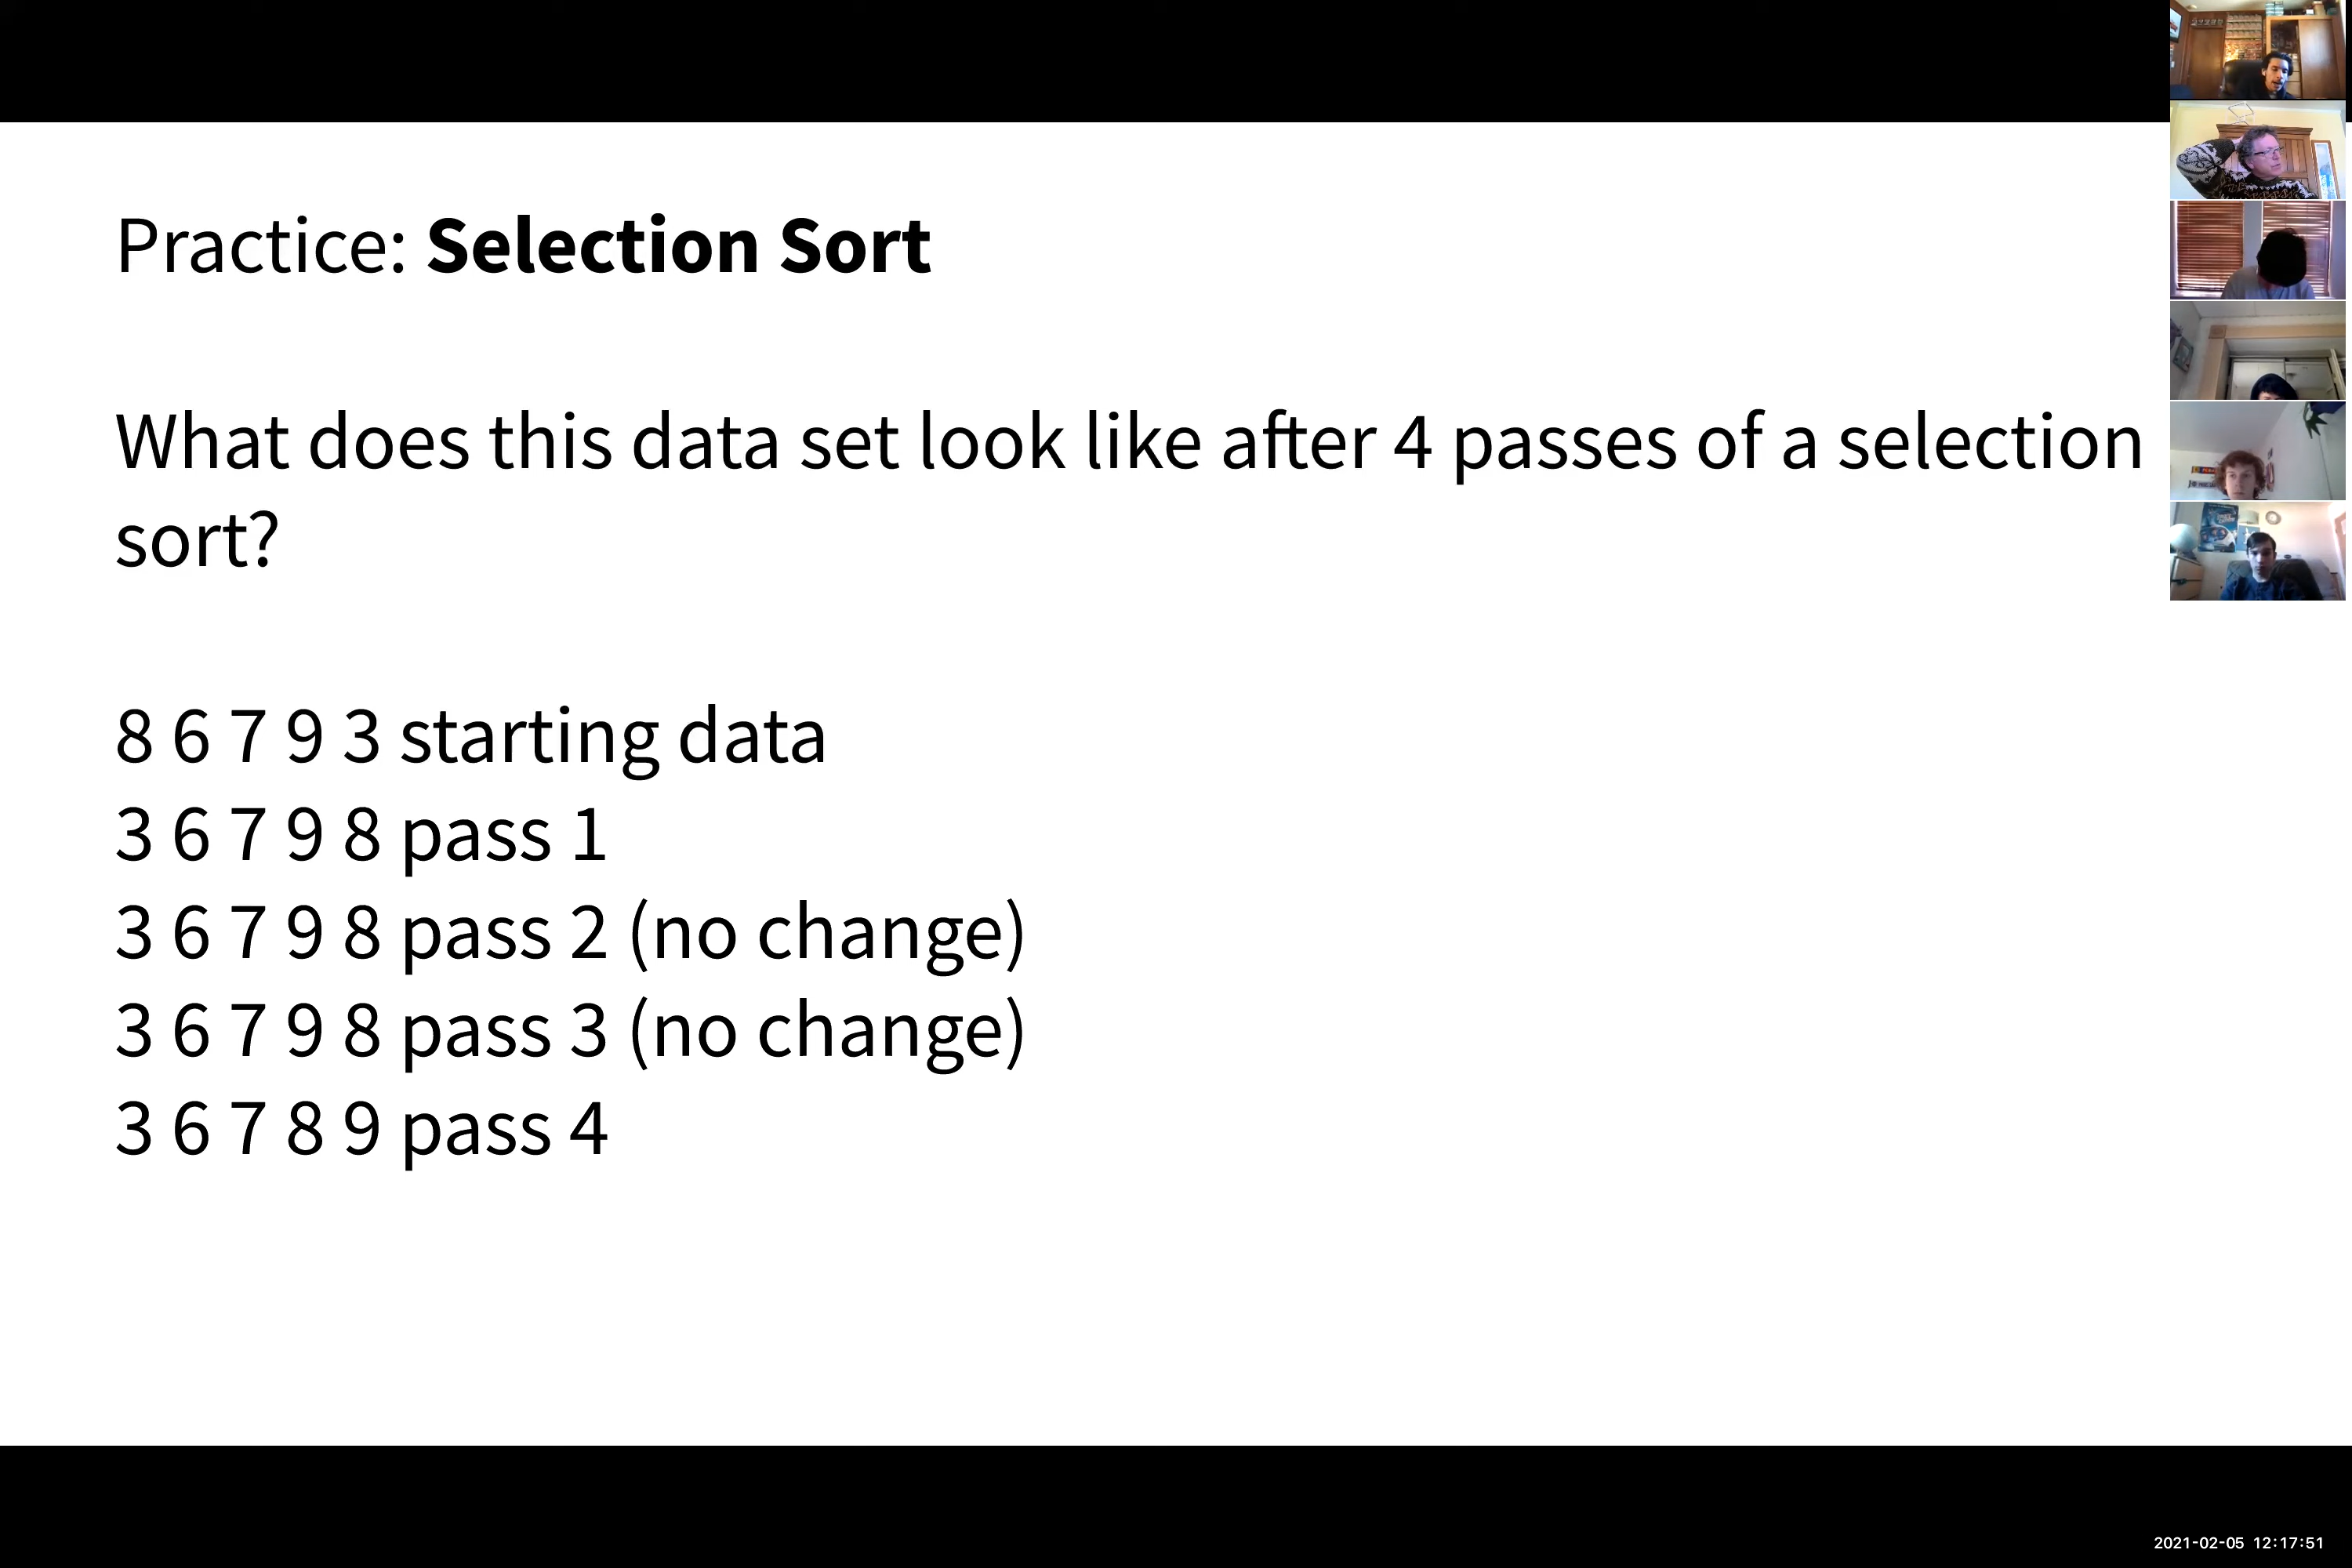 Practice: Selection Sort
What does this data set look like after 4 passes of a selection
sort?
8 6 7 9 3 starting data
3 6 7 9 8 pass 1
3 6 7 9 8 pass 2 (no change)
3 6 7 9 8 pass 3 (no change)
3 6 7 8 9 pass 4
2021-02-05 12:17:51